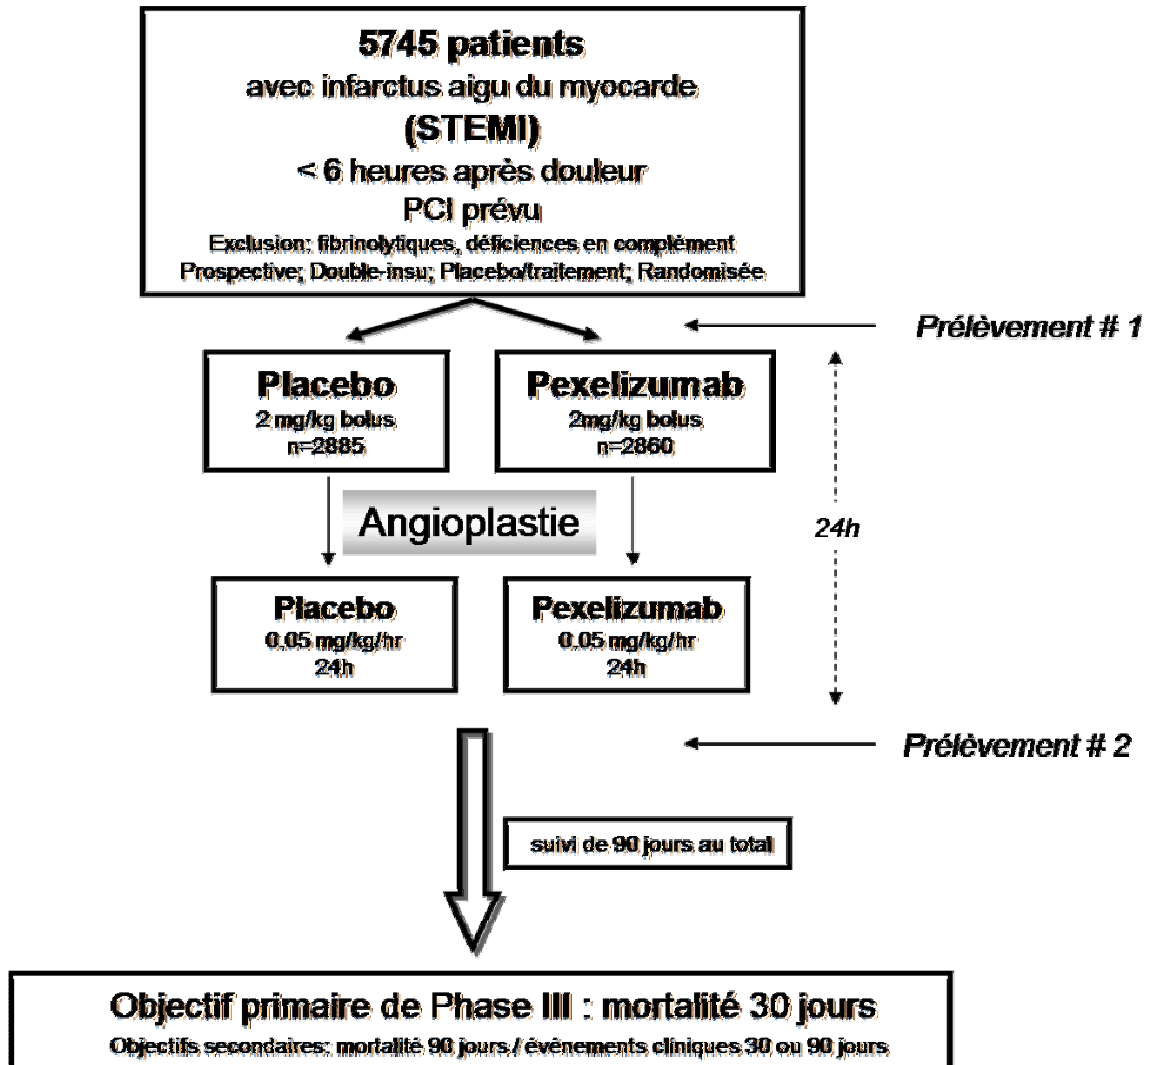 5745 patients
avec infarctus aigu du myocarde
(STEMI)
< 6 heures après douleur
PCI prévu
Exclusion: fibrinolytiques, déficiences en complément
Prospective; Double-insu; Placebo/traitement; Randomisée
Prélèvement # 1
Placebo
2 mg/kg bolus
n=2885
Pexelizumab
2mg/kg bolus
n=2860
Angioplastie
24h
Placebo
0,05 mg/kg/hr
24h
Pexelizumab
0,05 mg/kg/hr
24h
Prélèvement # 2
suivi de 90 jours au total
Objectif primaire de Phase III : mortalité 30 jours
Objectifs secondaires: mortalité 90 jours / évènements cliniques 30 ou 90 jours